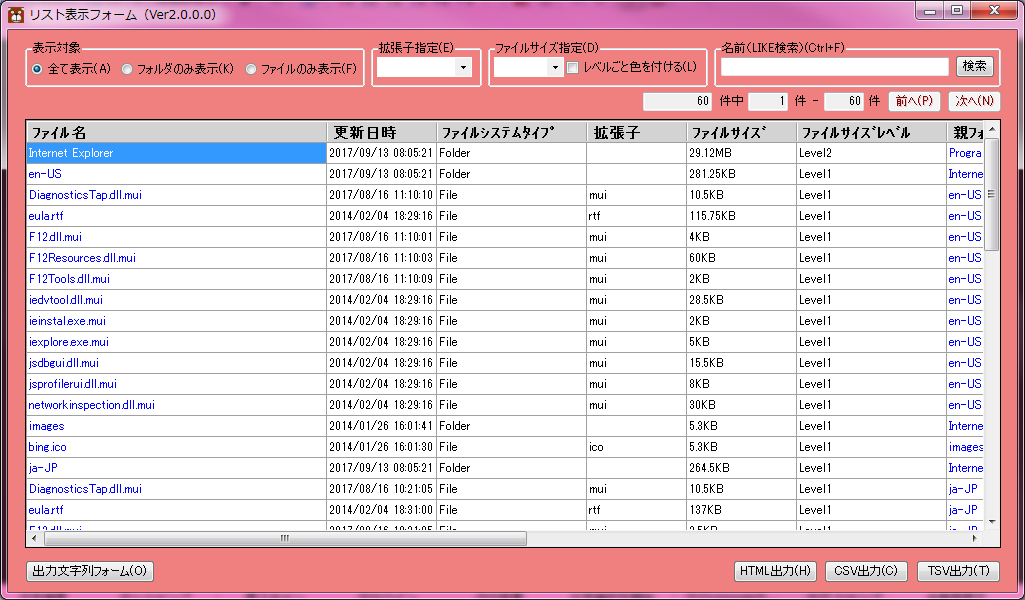 リスト表示フォーム（Ver2.0.0.0）
表示対象 拡張子指定(E) ファイルサイズ指定(D) 名前(LIKE検索)(Ctrl+F)
全て表示(A) フォルダのみ表示(K) ファイルのみ表示(F) レベルごと色を付ける(L) 検索
60 件中 1 件 - 60 件 前へ(P) 次へ(N)
ファイル名 更新日時 ﾌｧｲﾙｼｽﾃﾑﾀｲﾌﾟ 拡張子 ﾌｧｲﾙｻｲｽﾞ ﾌｧｲﾙｻｲｽﾞﾚﾍﾞﾙ 親フォ
Internet Explorer 2017/09/13 08:05:21 Folder 29.12MB Level2 Progra
en-US 2017/09/13 08:05:21 Folder 281.25KB Level1 Interne
DiagnosticsTap.dll.mui 2017/08/16 11:10:10 File mui 10.5KB Level1 en-US
eula.rtf 2014/02/04 18:29:16 File rtf 115.75KB Level1 en-US
F12.dll.mui 2017/08/16 11:10:01 File mui 4KB Level1 en-US
F12Resources.dll.mui 2017/08/16 11:10:03 File mui 60KB Level1 en-US
F12Tools.dll.mui 2017/08/16 11:10:09 File mui 2KB Level1 en-US
iedvtool.dll.mui 2014/02/04 18:29:16 File mui 28.5KB Level1 en-US
ieinstal.exe.mui 2014/02/04 18:29:16 File mui 2KB Level1 en-US
iexplore.exe.mui 2014/02/04 18:29:16 File mui 5KB Level1 en-US
jsdbgui.dll.mui 2014/02/04 18:29:16 File mui 15.5KB Level1 en-US
jsprofilerui.dll.mui 2014/02/04 18:29:16 File mui 8KB Level1 en-US
networkinspection.dll.mui 2014/02/04 18:29:16 File mui 30KB Level1 en-US
images 2014/01/26 16:01:41 Folder 5.3KB Level1 Interne
bing.ico 2014/01/26 16:01:30 File ico 5.3KB Level1 images
ja-JP 2017/09/13 08:05:21 Folder 264.5KB Level1 Interne
DiagnosticsTap.dll.mui 2017/08/16 10:21:05 File mui 10.5KB Level1 ja-JP
eula.rtf 2014/02/04 18:31:00 File rtf 137KB Level1 ja-JP
出力文字列フォーム(O) HTML出力(H) CSV出力(C) TSV出力(T)